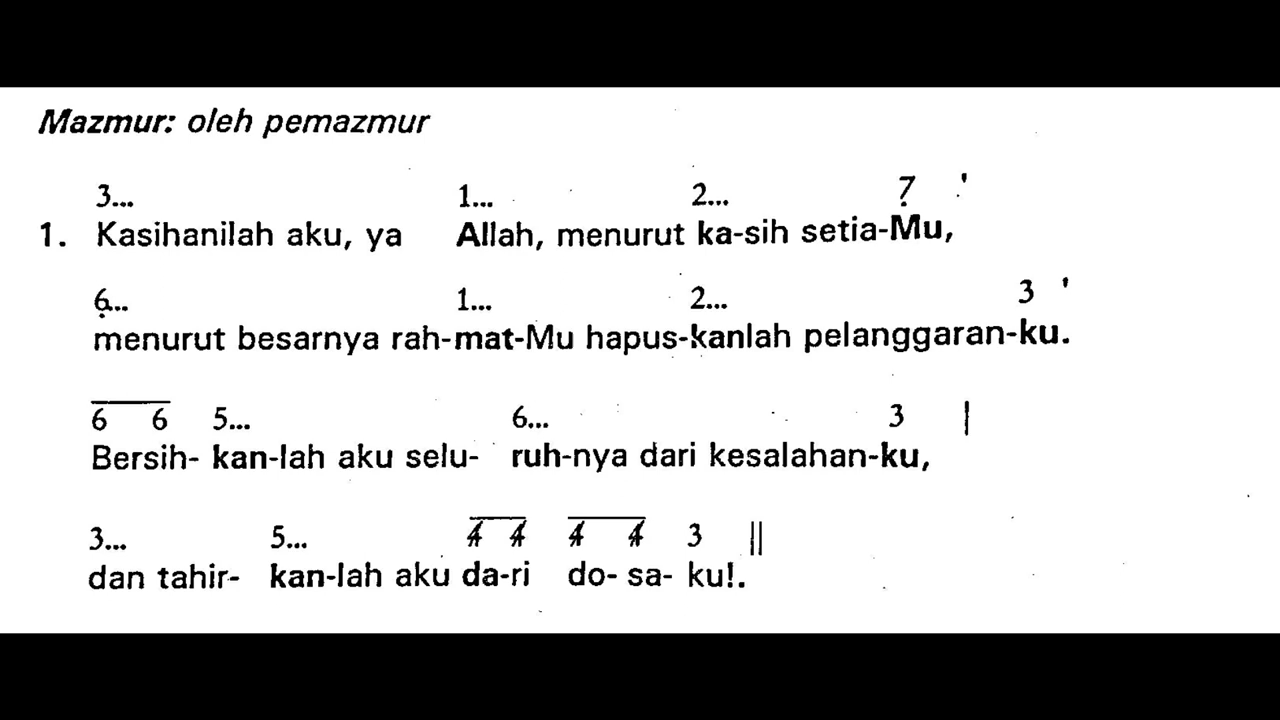 Mazmur: oleh pemazmur
3... 1... 2... 7̣ '
1. Kasihanilah aku, ya Allah, menurut ka-sih setia-Mu,
6̣... 1... 2... 3 '
menurut besarnya rah-mat-Mu hapus-kanlah pelanggaran-ku.
6 6 5... 6... 3 |
Bersih- kan-lah aku selu- ruh-nya dari kesalahan-ku,
3... 5... 4̸ 4̸ 4̸ 4̸ 3 ||
dan tahir- kan-lah aku da-ri do- sa- ku!.